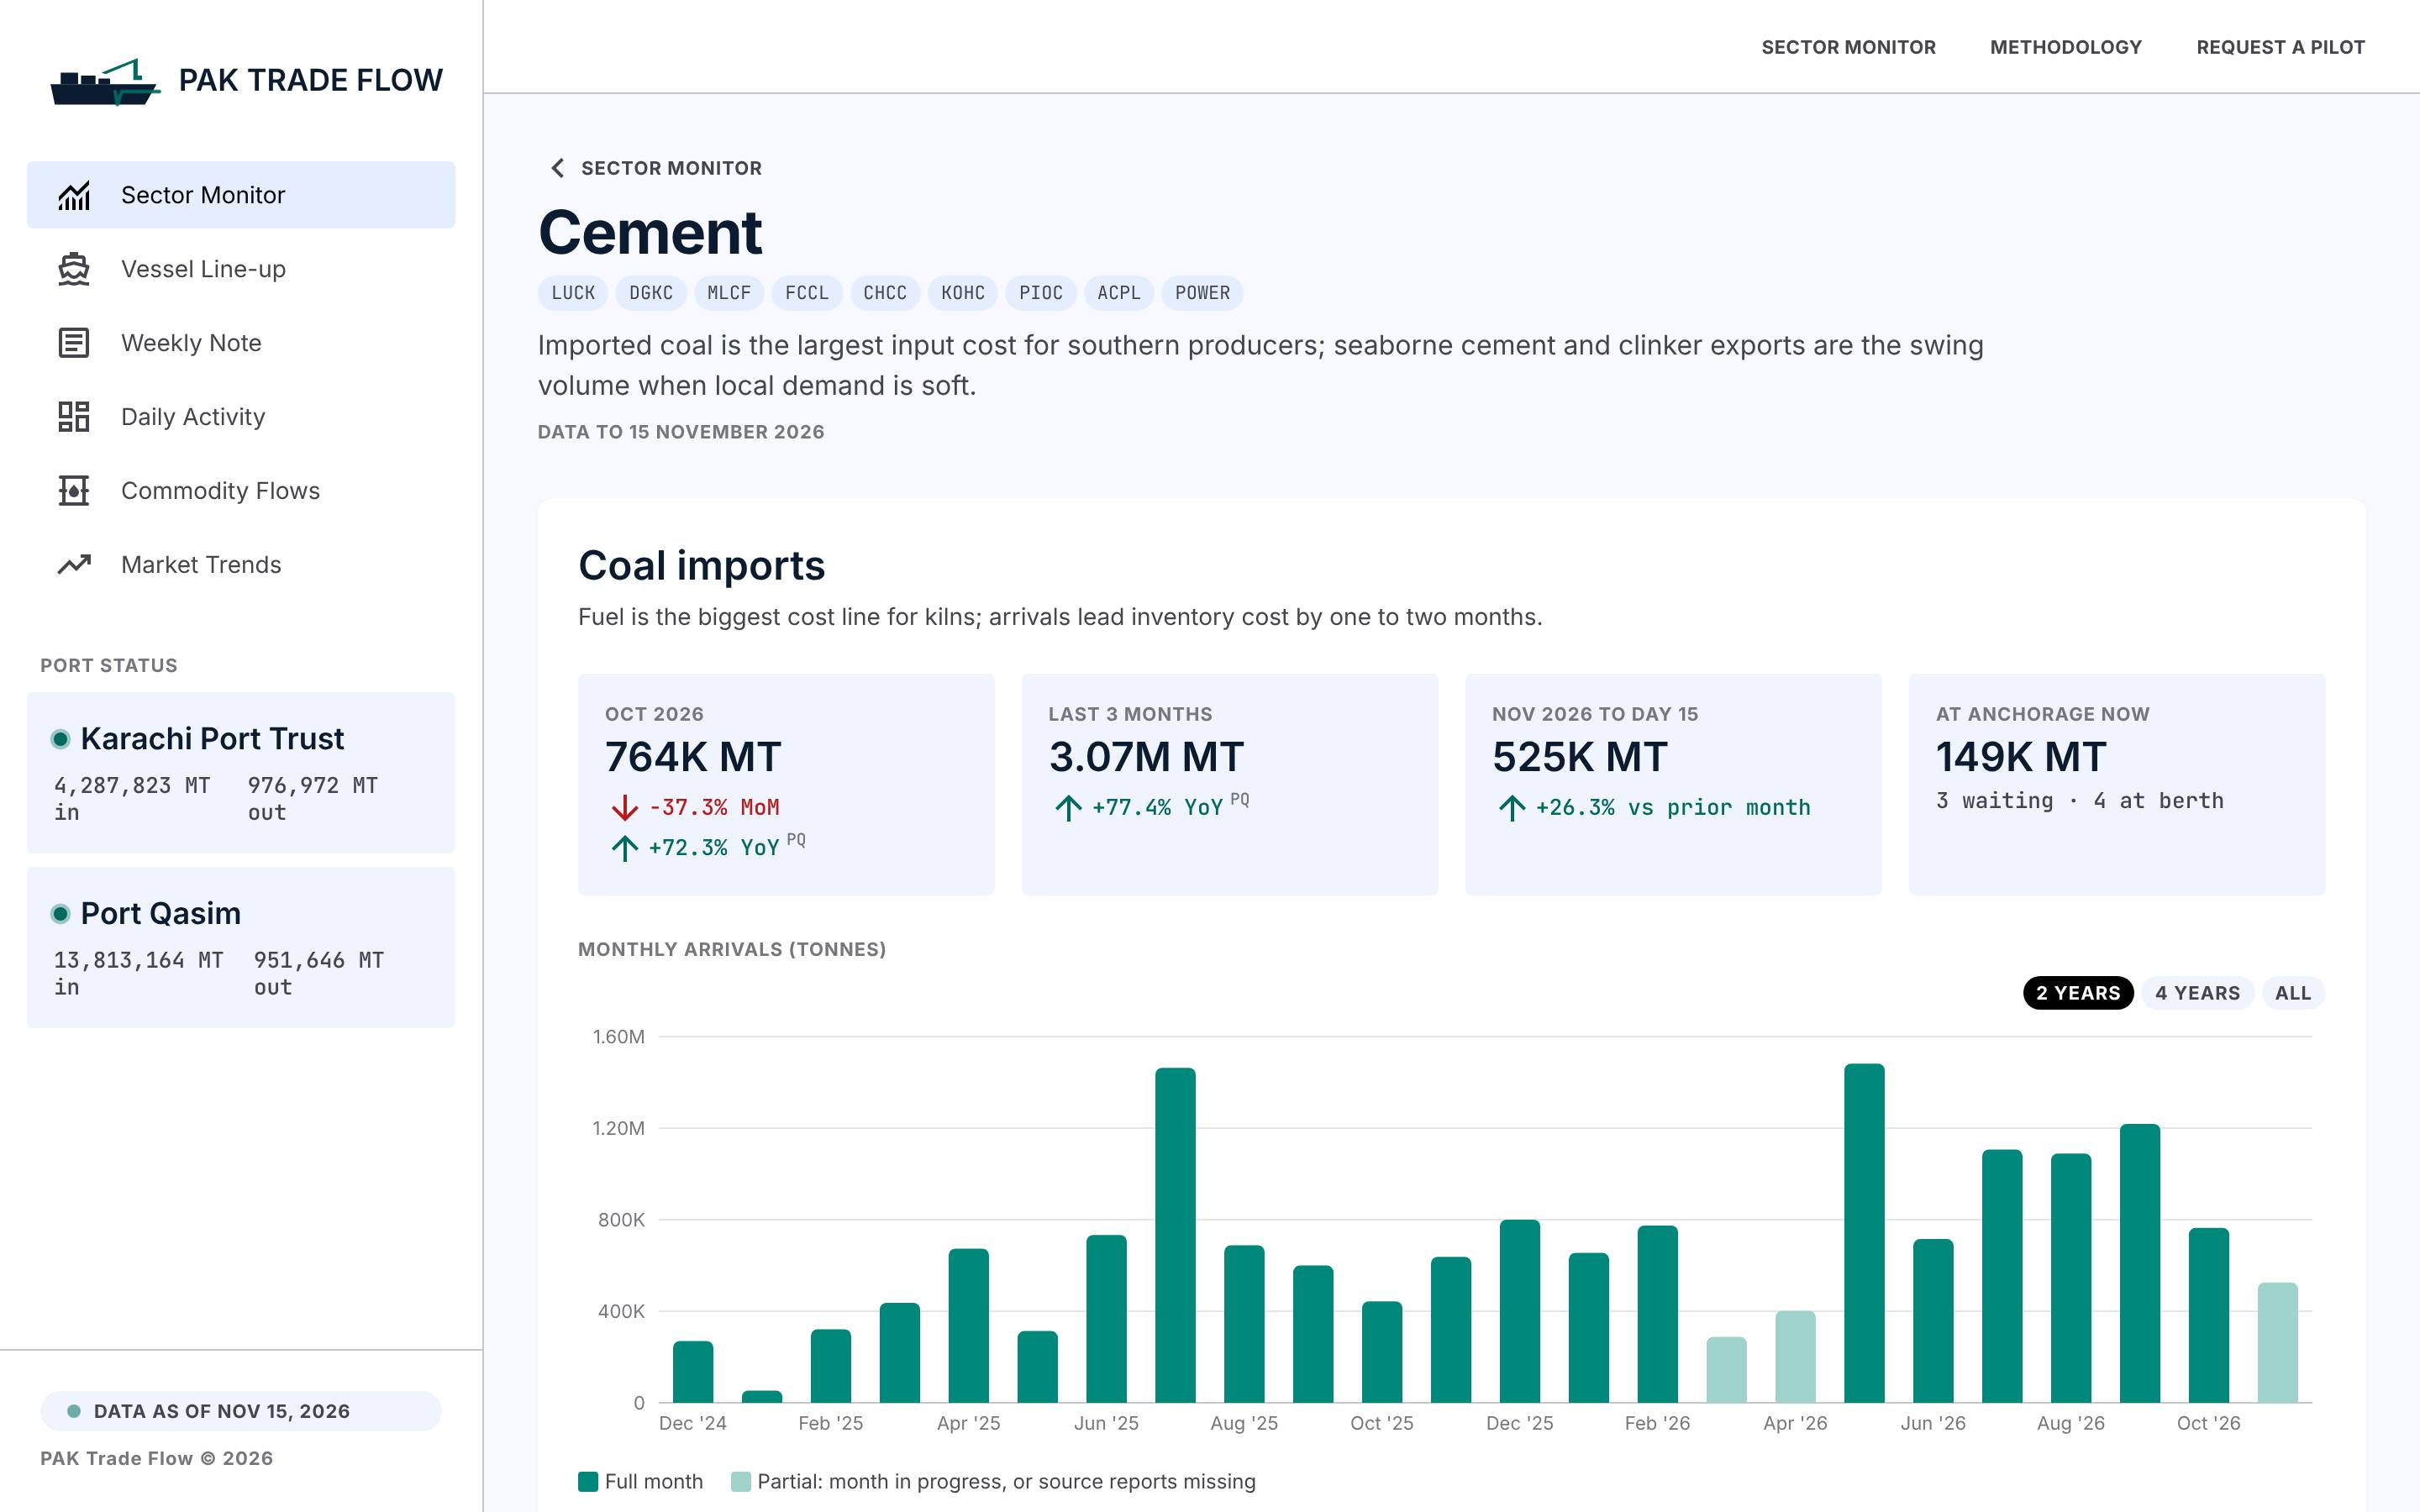 PAK TRADE FLOW
Sector Monitor
Vessel Line-up
Weekly Note
Daily Activity
Commodity Flows
Market Trends
PORT STATUS
Karachi Port Trust
4,287,823 MT in
976,972 MT out
Port Qasim
13,813,164 MT in
951,646 MT out
DATA AS OF NOV 15, 2026
PAK Trade Flow © 2026
SECTOR MONITOR
METHODOLOGY
REQUEST A PILOT
SECTOR MONITOR
Cement
LUCK DGKC MLCF FCCL CHCC KOHC PIOC ACPL POWER
Imported coal is the largest input cost for southern producers; seaborne cement and clinker exports are the swing
volume when local demand is soft.
DATA TO 15 NOVEMBER 2026
Coal imports
Fuel is the biggest cost line for kilns; arrivals lead inventory cost by one to two months.
OCT 2026
764K MT
-37.3% MoM
+72.3% YoY PQ
LAST 3 MONTHS
3.07M MT
+77.4% YoY PQ
NOV 2026 TO DAY 15
525K MT
+26.3% vs prior month
AT ANCHORAGE NOW
149K MT
3 waiting · 4 at berth
MONTHLY ARRIVALS (TONNES)
2 YEARS 4 YEARS ALL
1.60M
1.20M
800K
400K
0
Dec '24 Feb '25 Apr '25 Jun '25 Aug '25 Oct '25 Dec '25 Feb '26 Apr '26 Jun '26 Aug '26 Oct '26
Full month
Partial: month in progress, or source reports missing